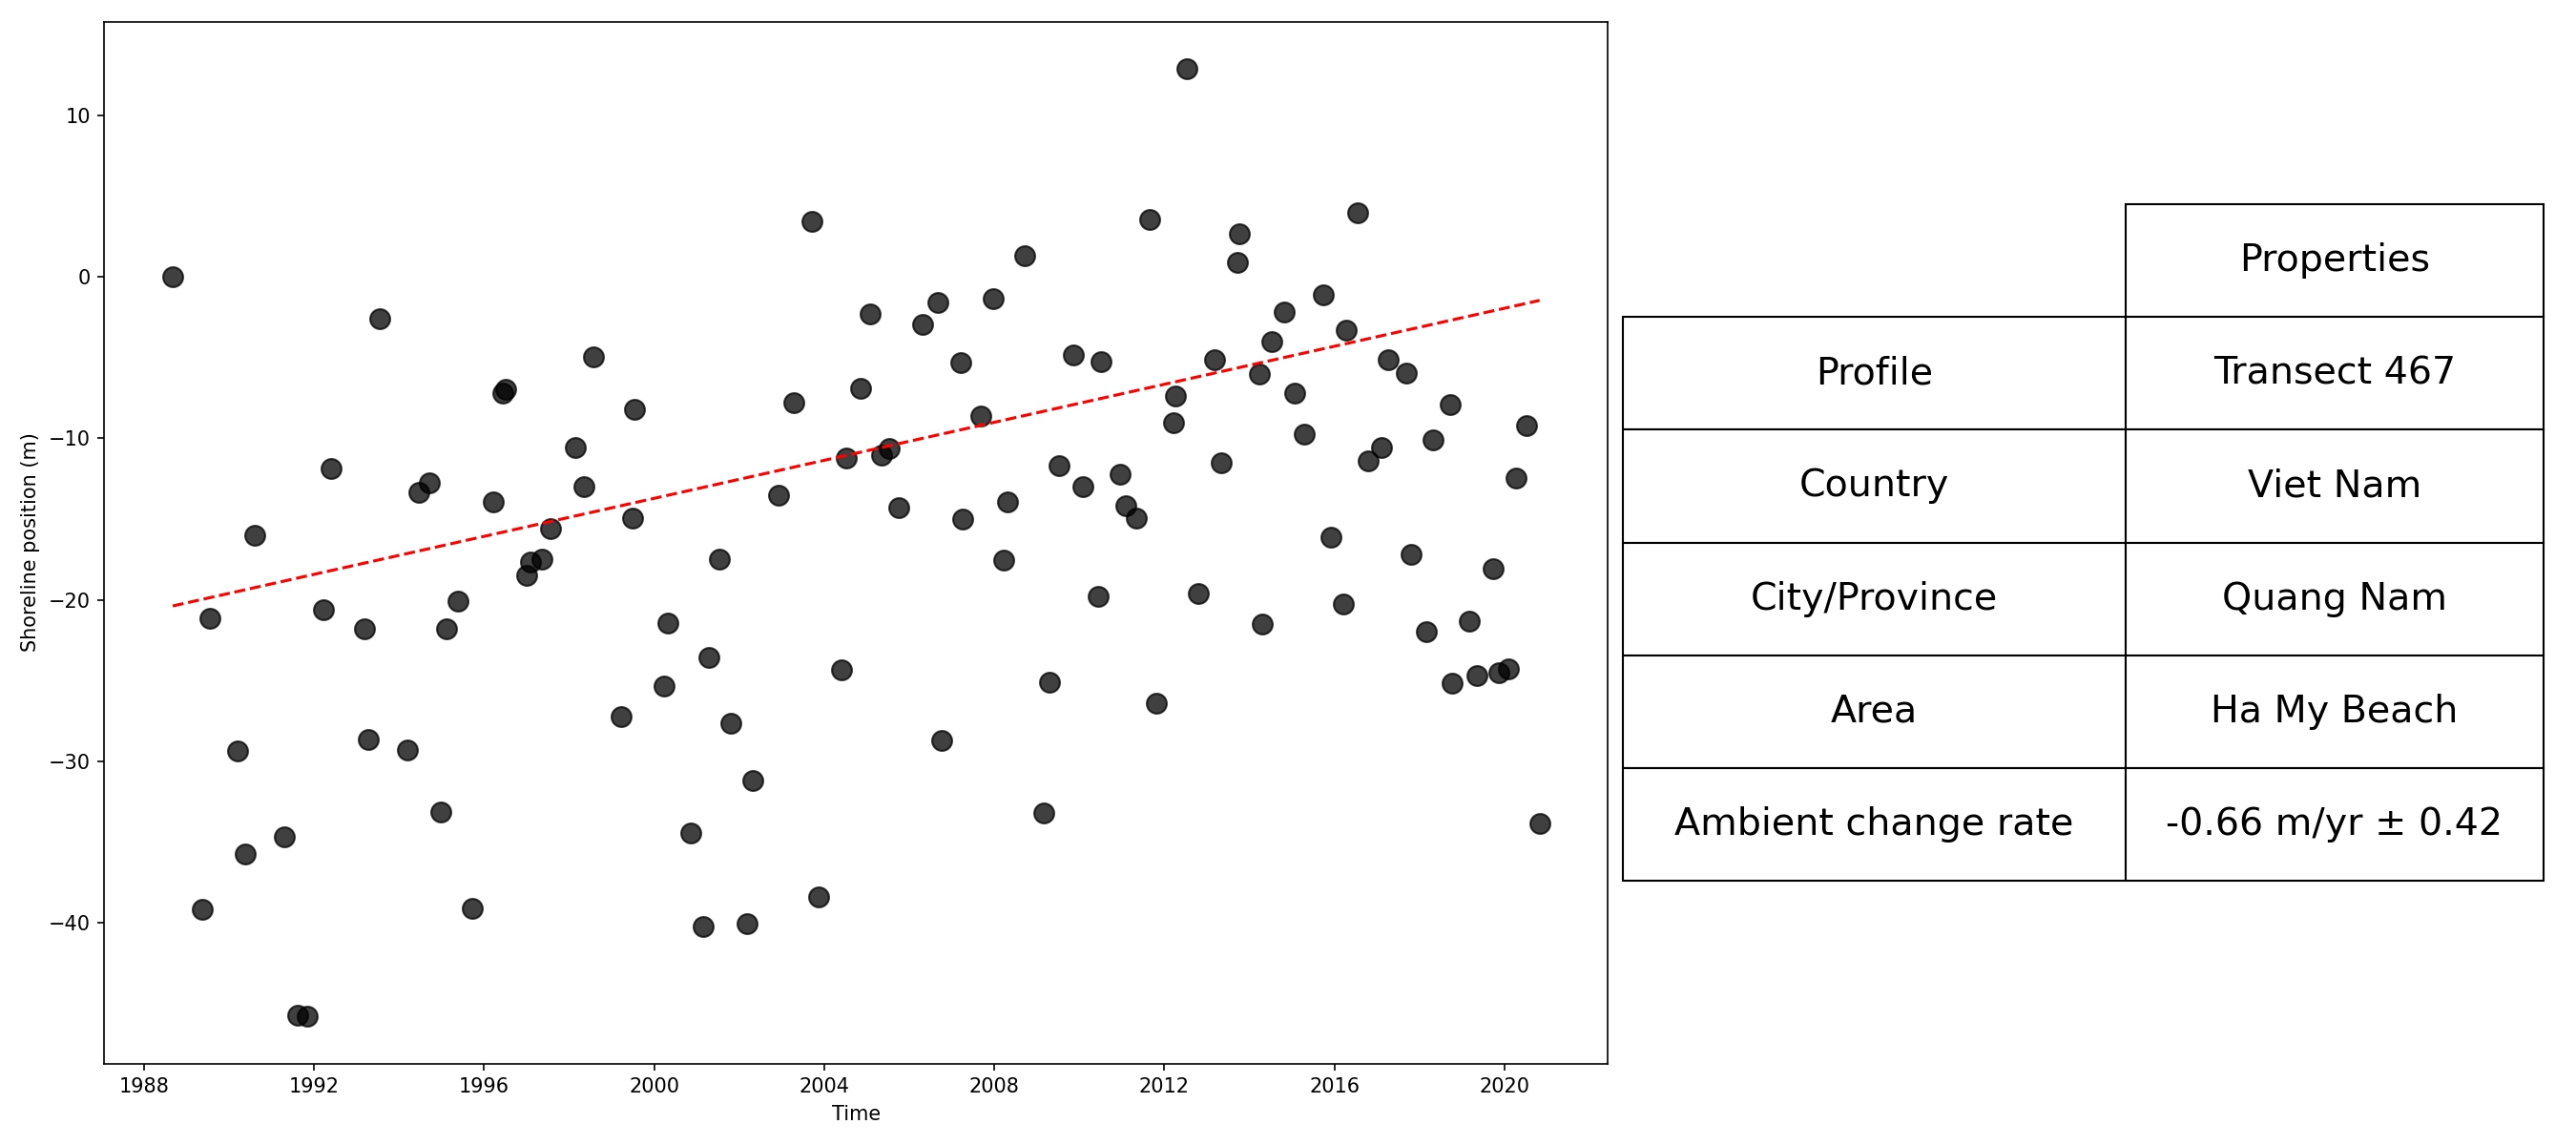 10
0
−10
−20
−30
−40
Shoreline position (m)
1988 1992 1996 2000 2004 2008 2012 2016 2020
Time
Properties
Profile Transect 467
Country Viet Nam
City/Province Quang Nam
Area Ha My Beach
Ambient change rate -0.66 m/yr ± 0.42